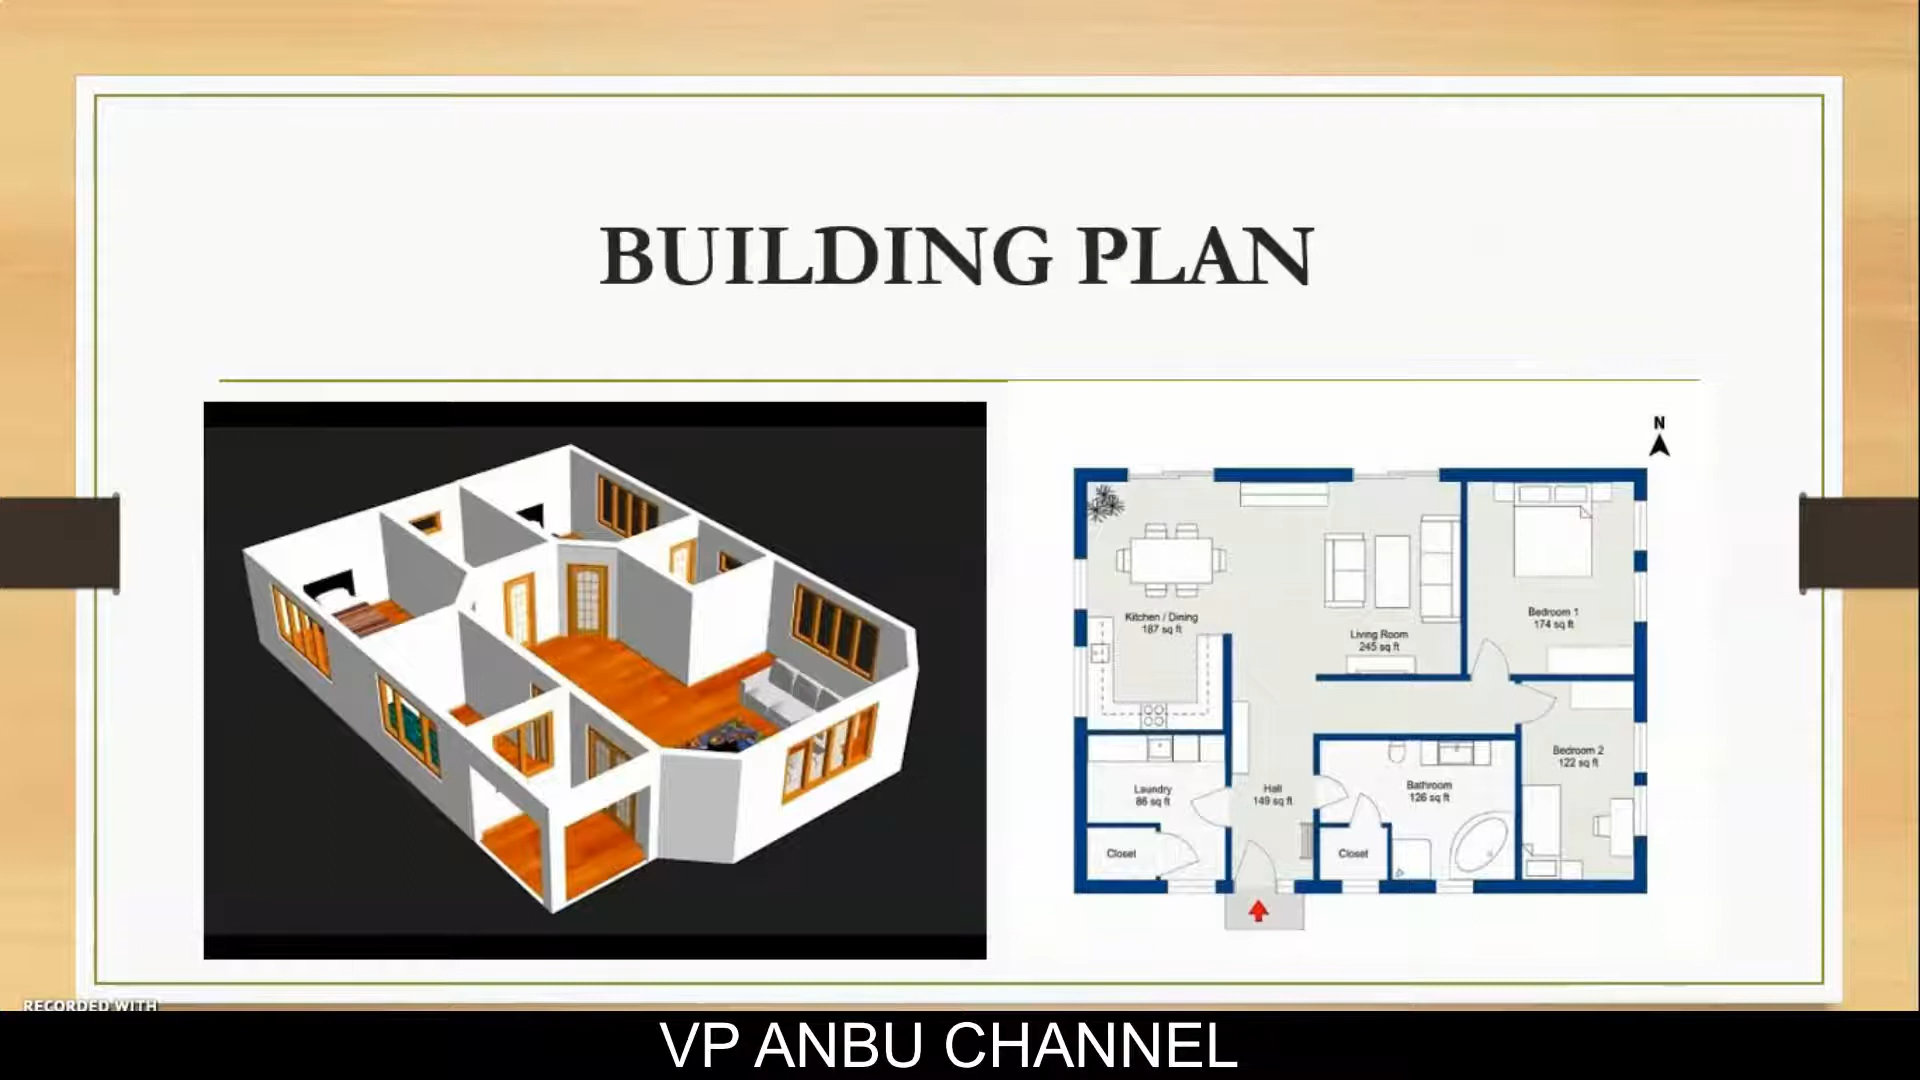 BUILDING PLAN
N
Kitchen / Dining
187 sq ft
Living Room
245 sq ft
Bedroom 1
174 sq ft
Laundry
86 sq ft
Hall
149 sq ft
Bathroom
126 sq ft
Bedroom 2
122 sq ft
Closet
Closet
RECORDED WITH
VP ANBU CHANNEL